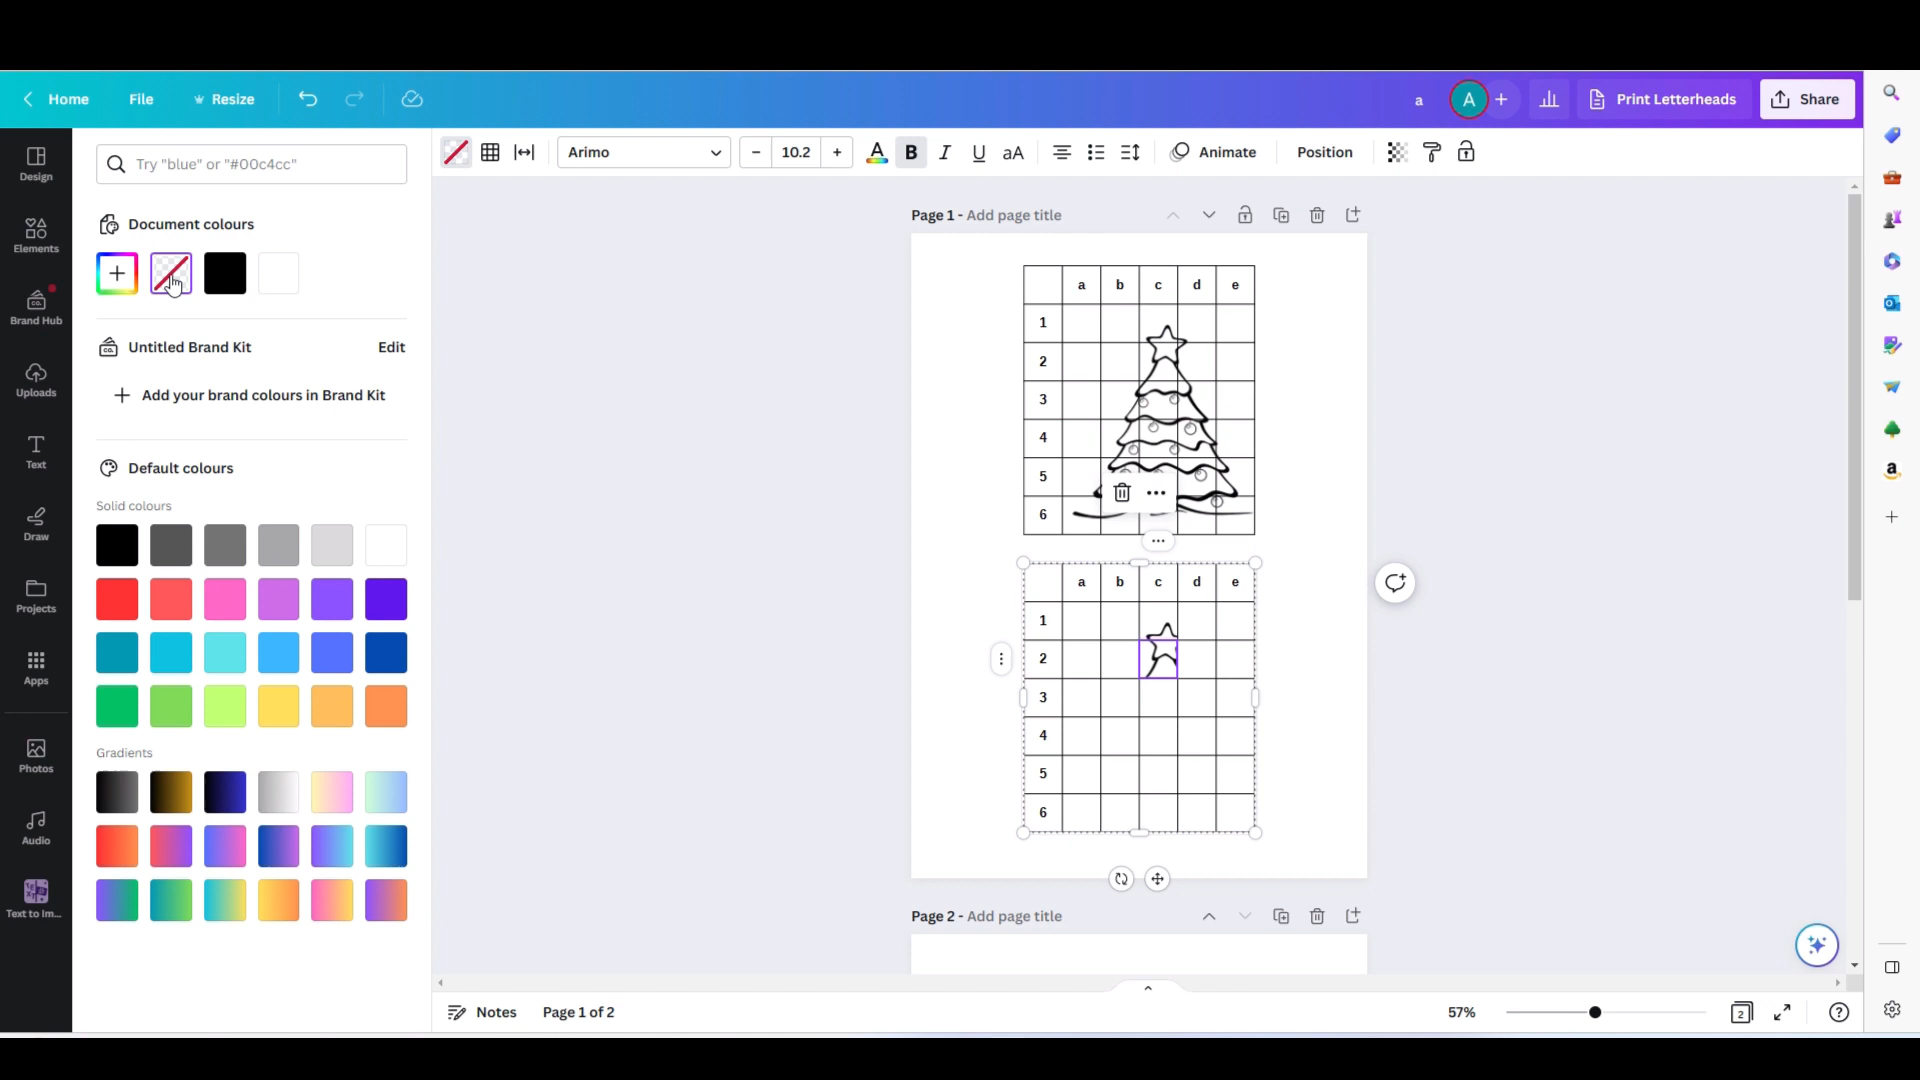 Home File Resize a A Print Letterheads Share
Try "blue" or "#00c4cc" Arimo 10.2 A B I U aA Animate Position
Design
Elements
Brand Hub
Uploads
Text
Draw
Projects
Apps
Photos
Audio
Text to Im...
Document colours
Untitled Brand Kit Edit
Add your brand colours in Brand Kit
Default colours
Solid colours
Gradients
Page 1 - Add page title
a b c d e
1
2
3
4
5
6
a b c d e
1
2
3
4
5
6
Page 2 - Add page title
Notes Page 1 of 2 57% 2 ?